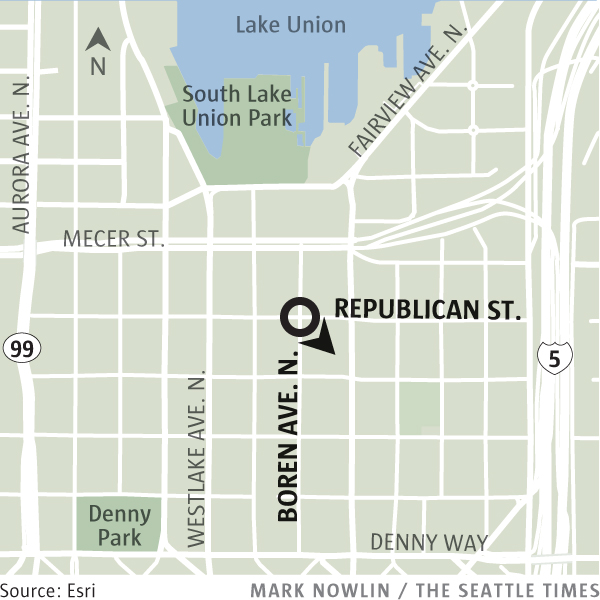 Lake Union
N
South Lake
Union Park
FAIRVIEW AVE. N.
AURORA AVE. N.
MECER ST.
REPUBLICAN ST.
99
5
BOREN AVE. N.
WESTLAKE AVE. N.
Denny
Park
DENNY WAY
Source: Esri
MARK NOWLIN / THE SEATTLE TIMES